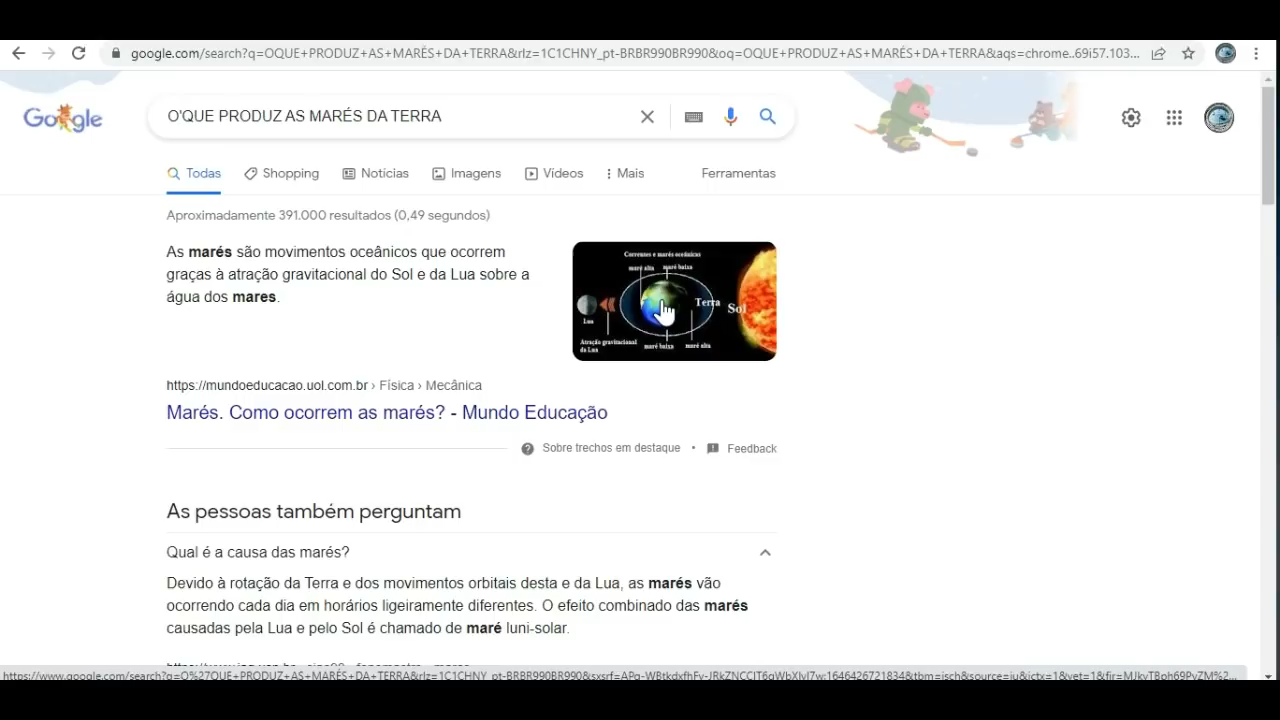 google.com/search?q=OQUE+PRODUZ+AS+MARÉS+DA+TERRA&rlz=1C1CHNY_pt-BRBR990BR990&oq=OQUE+PRODUZ+AS+MARÉS+DA+TERRA&aqs=chrome..69i57.103...
Google
O'QUE PRODUZ AS MARÉS DA TERRA
Todas Shopping Notícias Imagens Vídeos Mais Ferramentas
Aproximadamente 391.000 resultados (0,49 segundos)
As marés são movimentos oceânicos que ocorrem
graças à atração gravitacional do Sol e da Lua sobre a
água dos mares.
Correntes e marés oceânicas
maré alta maré baixa
Terra
Sol
Lua
Atração gravitacional
da Lua
maré baixa maré alta
https://mundoeducacao.uol.com.br › Física › Mecânica
Marés. Como ocorrem as marés? - Mundo Educação
Sobre trechos em destaque • Feedback
As pessoas também perguntam
Qual é a causa das marés?
Devido à rotação da Terra e dos movimentos orbitais desta e da Lua, as marés vão
ocorrendo cada dia em horários ligeiramente diferentes. O efeito combinado das marés
causadas pela Lua e pelo Sol é chamado de maré luni-solar.